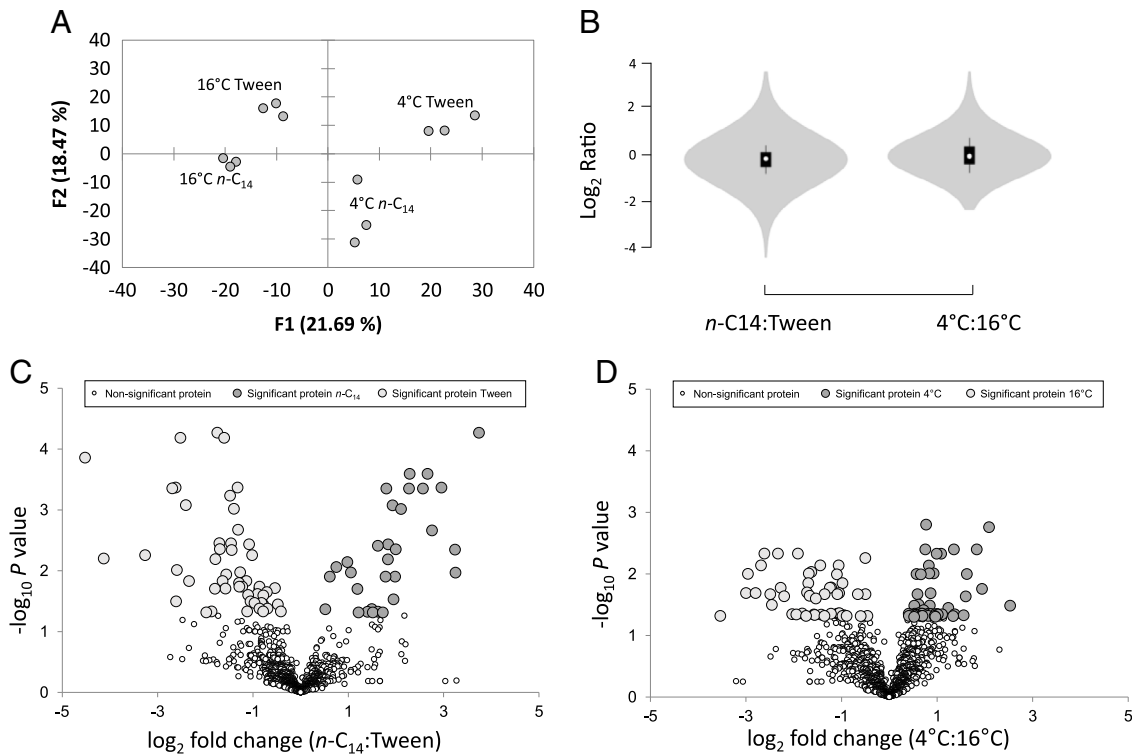 A
40
30
20
10
0
-10
-20
-30
-40
F2 (18.47 %)
16°C Tween
4°C Tween
16°C n-C14
4°C n-C14
-40 -30 -20 -10 0 10 20 30 40
F1 (21.69 %)
B
4
2
0
-2
-4
Log2 Ratio
n-C14:Tween 4°C:16°C
C
5
4
3
2
1
0
-log10 P value
Non-significant protein Significant protein n-C14 Significant protein Tween
-5 -3 -1 1 3 5
log2 fold change (n-C14:Tween)
D
5
4
3
2
1
0
-log10 P value
Non-significant protein Significant protein 4°C Significant protein 16°C
-5 -3 -1 1 3 5
log2 fold change (4°C:16°C)